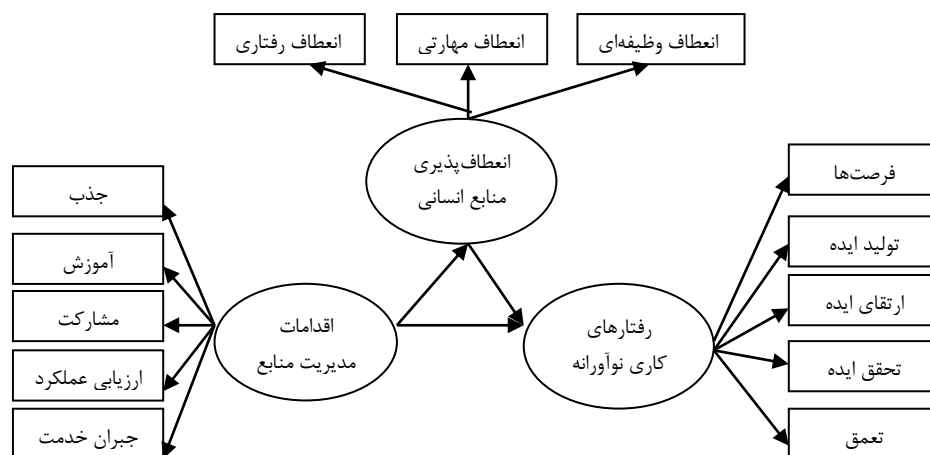 انعطاف وظیفه‌ای
انعطاف مهارتی
انعطاف رفتاری
انعطاف‌پذیری
منابع انسانی
فرصت‌ها
تولید ایده
ارتقای ایده
تحقق ایده
تعمق
رفتارهای
کاری نوآورانه
اقدامات
مدیریت منابع
جذب
آموزش
مشارکت
ارزیابی عملکرد
جبران خدمت